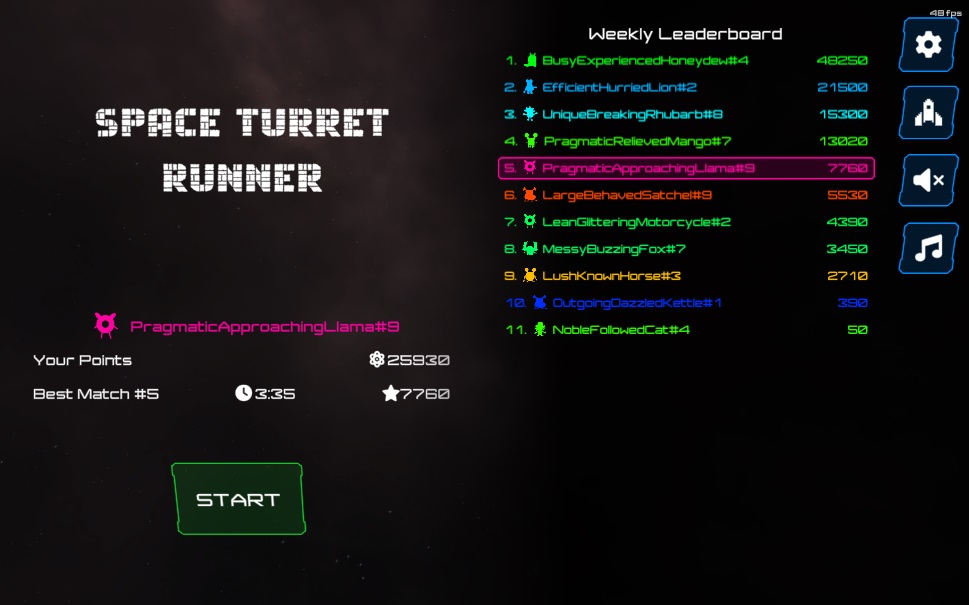 48 fps
SPACE TURRET
RUNNER
PragmaticApproachingLlama#9
Your Points 25930
Best Match #5 3:35 7760
START
Weekly Leaderboard
1. BusyExperiencedHoneydew#4 48250
2. EfficientHurriedLion#2 21500
3. UniqueBreakingRhubarb#8 15300
4. PragmaticRelievedMango#7 13020
5. PragmaticApproachingLlama#9 7760
6. LargeBehavedSatchel#9 5530
7. LeanGlitteringMotorcycle#2 4390
8. MessyBuzzingFox#7 3450
9. LushKnownHorse#3 2710
10. OutgoingDazzledKettle#1 390
11. NobleFollowedCat#4 50